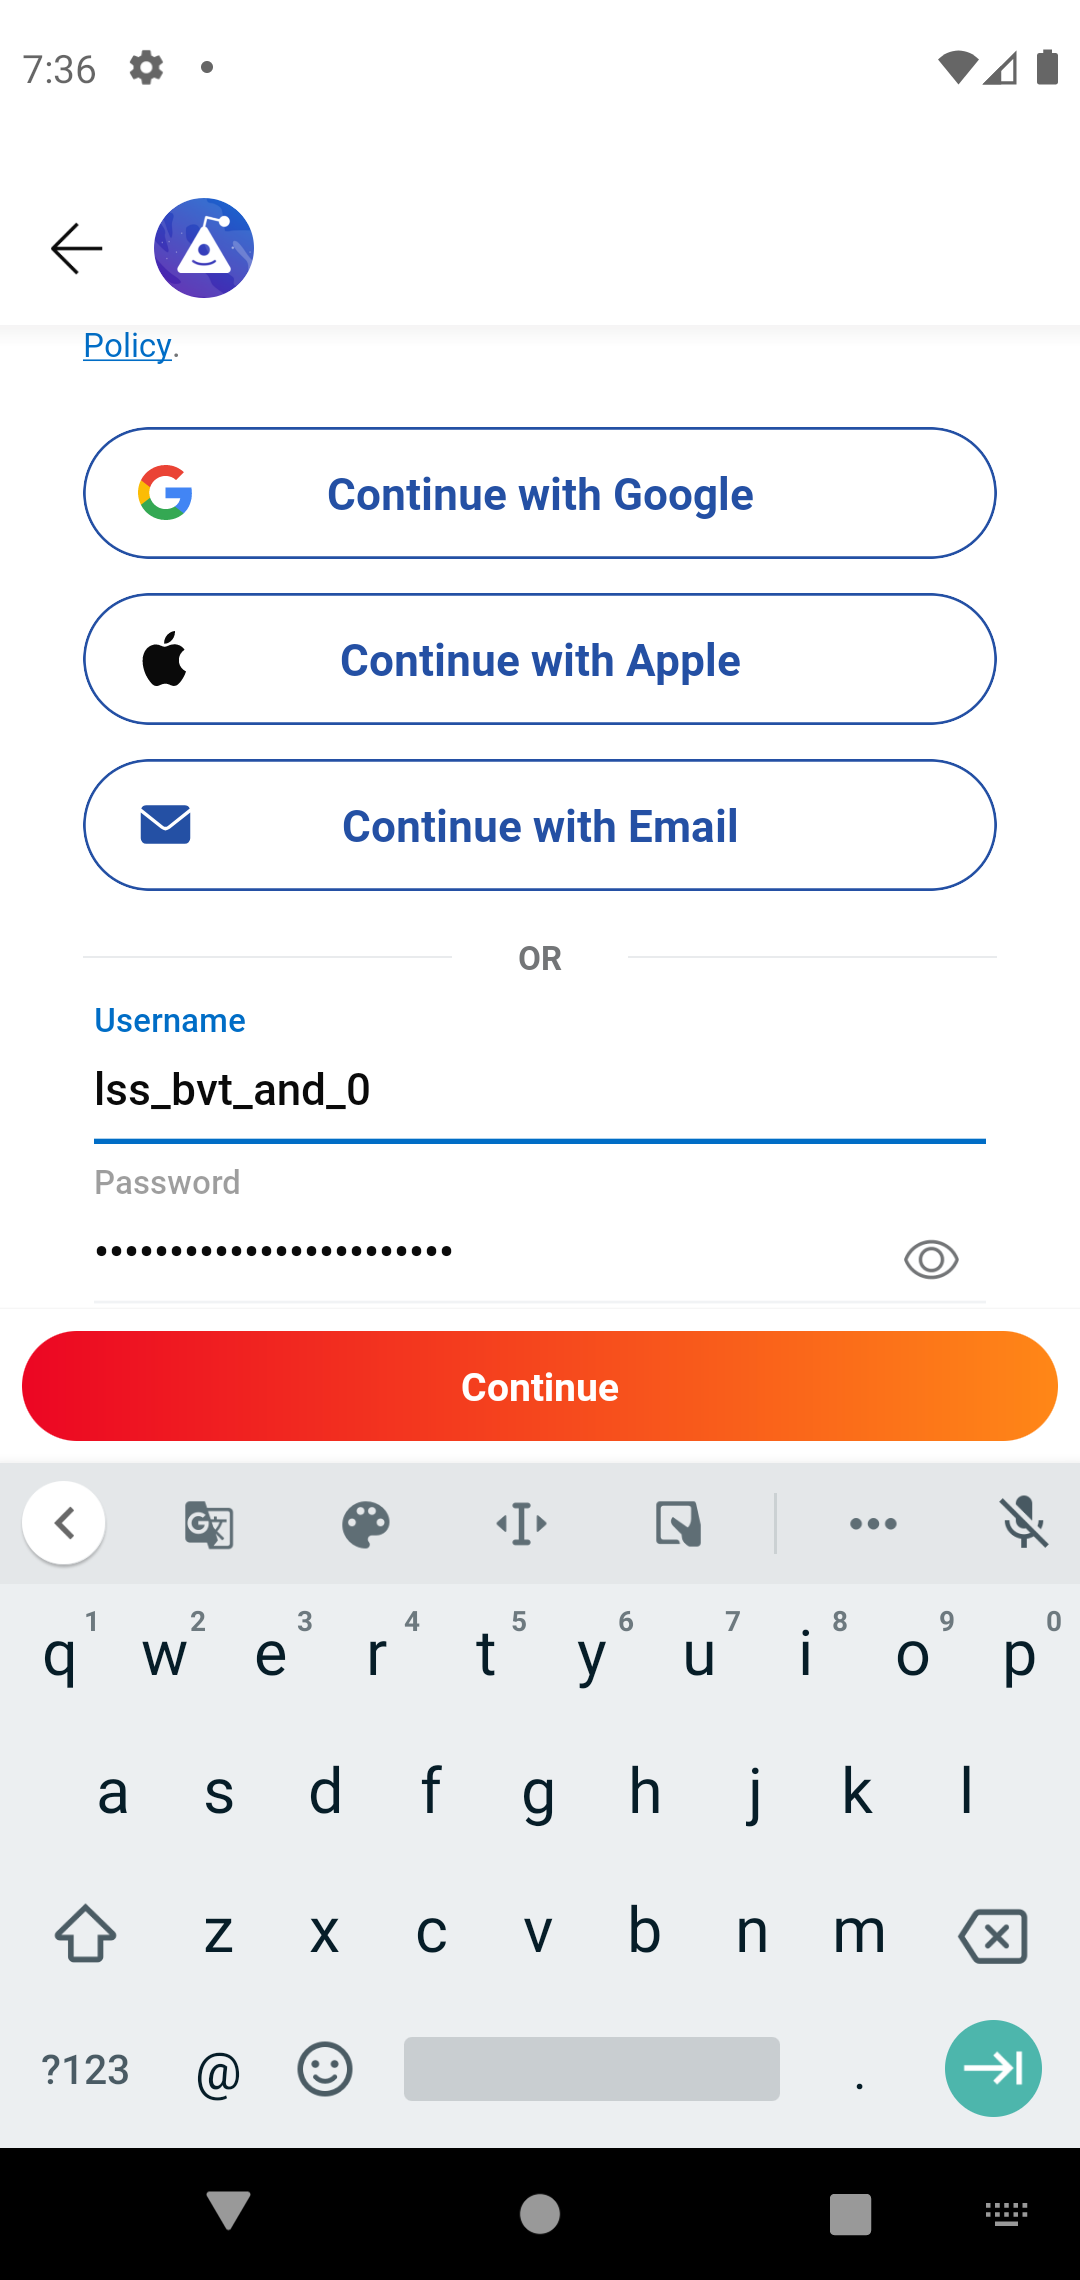 7:36
Policy.
Continue with Google
Continue with Apple
Continue with Email
OR
Username
lss_bvt_and_0
Password
••••••••••••••••••••••••
Continue
1 2 3 4 5 6 7 8 9 0
q w e r t y u i o p
a s d f g h j k l
z x c v b n m
?123 @ .